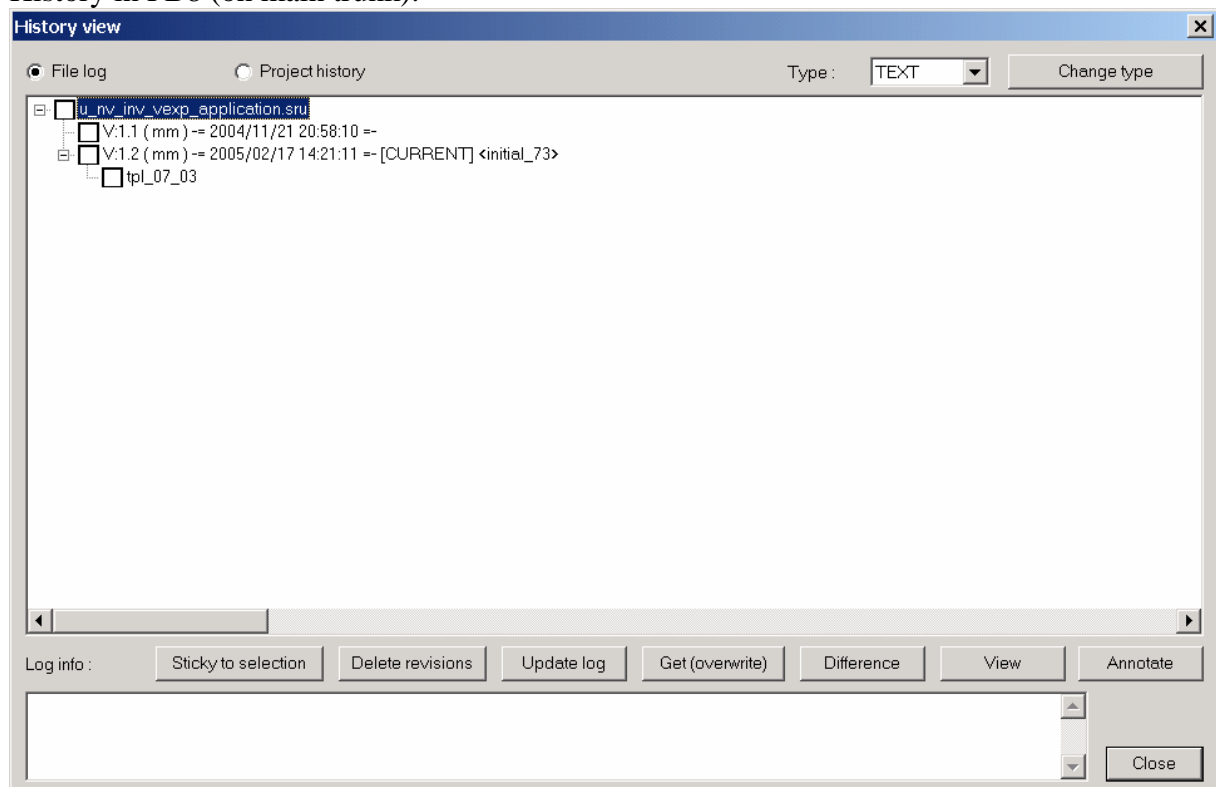 History view
File log Project history Type : TEXT Change type
u_nv_inv_vexp_application.sru
V:1.1 ( mm ) -= 2004/11/21 20:58:10 =-
V:1.2 ( mm ) -= 2005/02/17 14:21:11 =- [CURRENT] <initial_73>
tpl_07_03
Log info : Sticky to selection Delete revisions Update log Get (overwrite) Difference View Annotate
Close